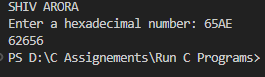 SHIV ARORA
Enter a hexadecimal number: 65AE
62656
PS D:\C Assignements\Run C Programs>